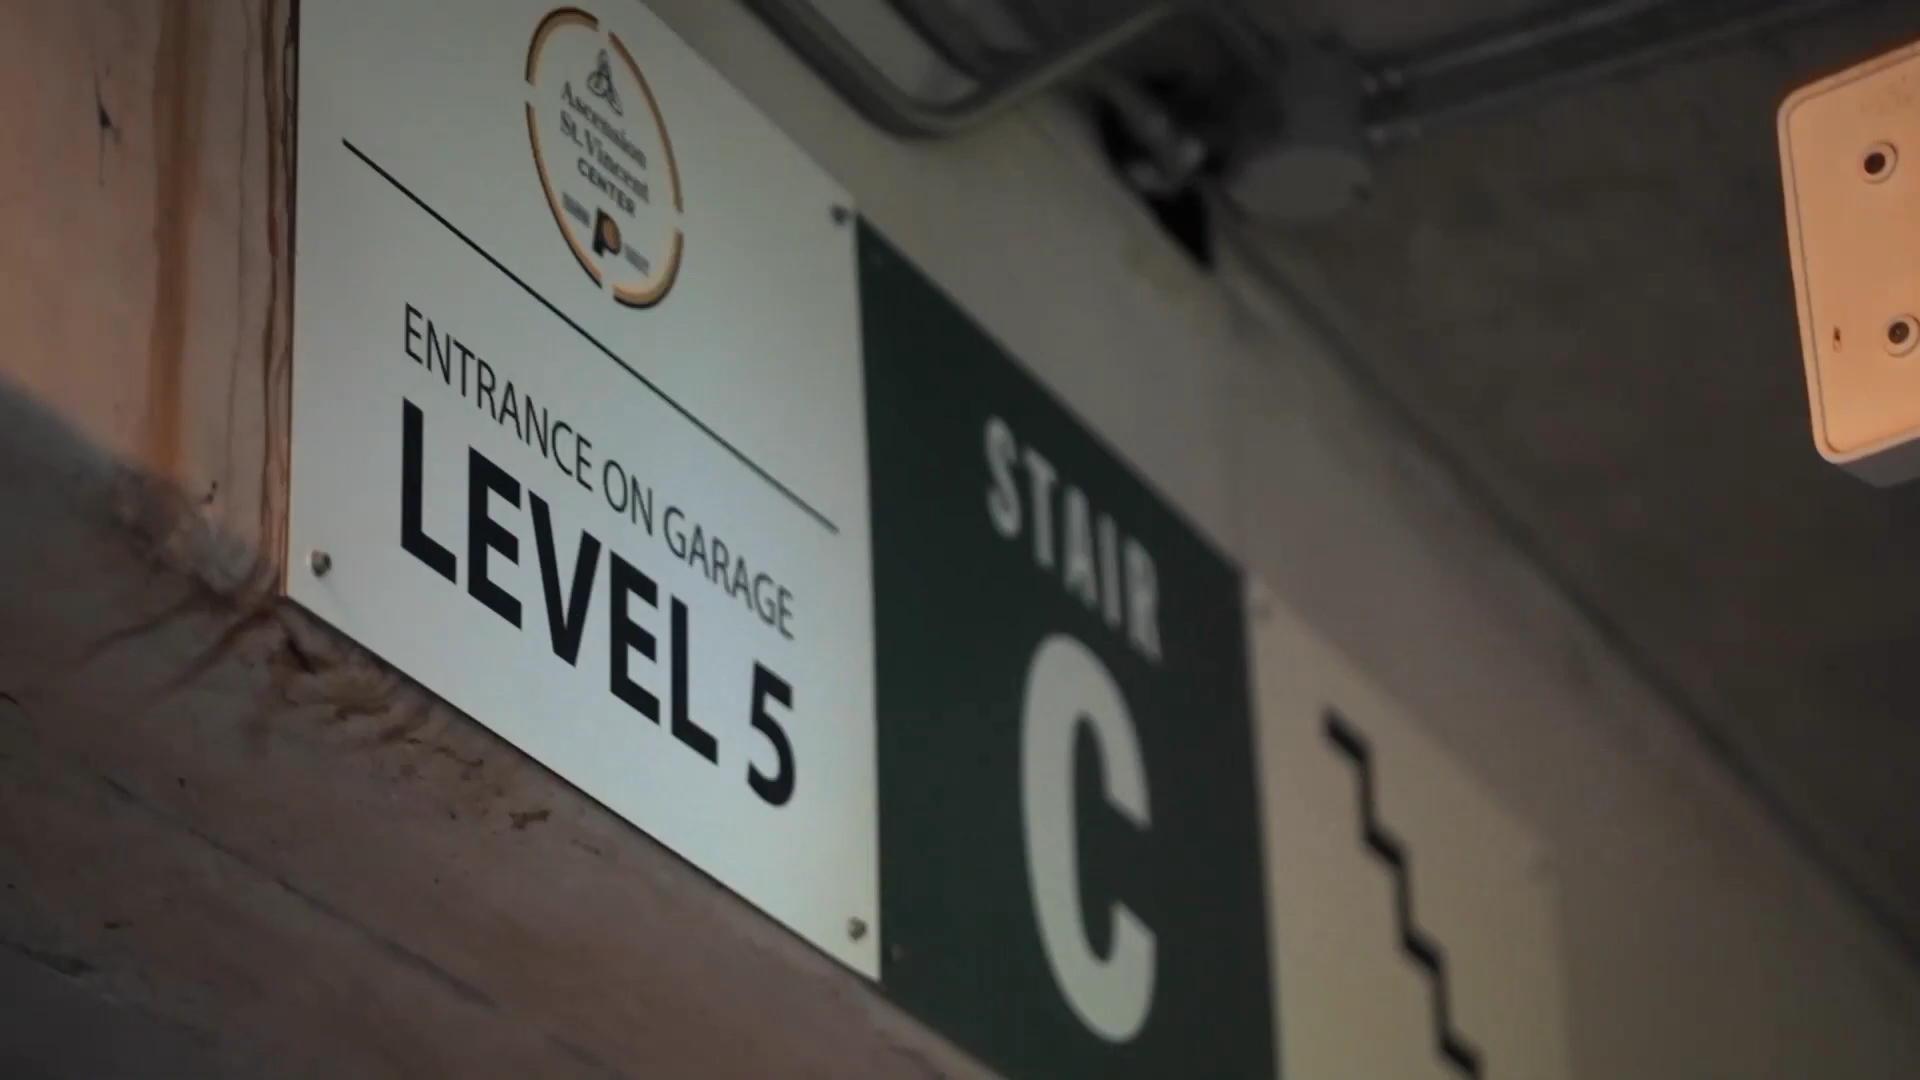 Ascension
St. Vincent
CENTER
ENTRANCE ON GARAGE
LEVEL 5
STAIR
C